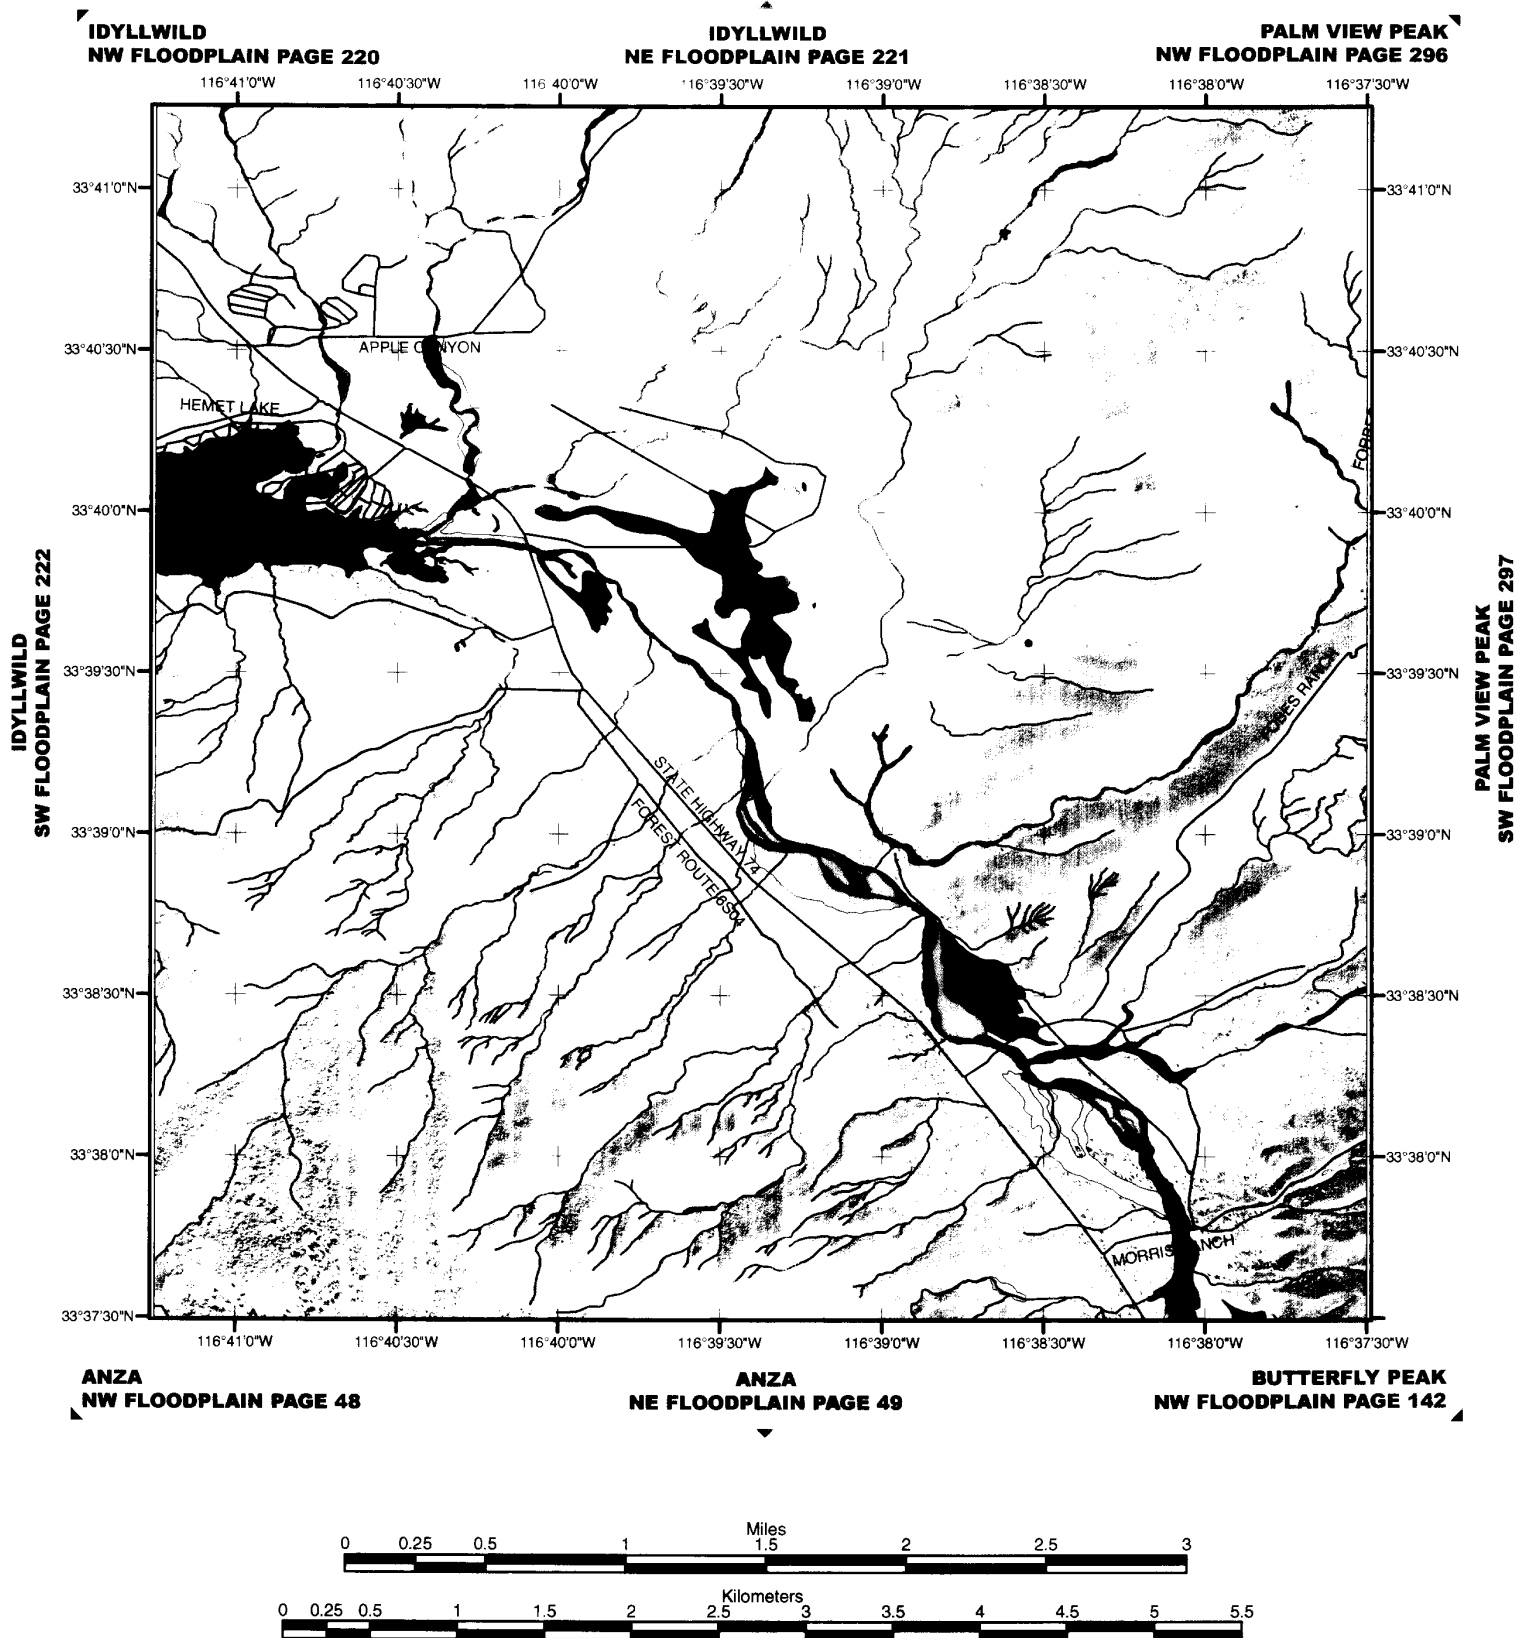 IDYLLWILD
NW FLOODPLAIN PAGE 220
IDYLLWILD
NE FLOODPLAIN PAGE 221
PALM VIEW PEAK
NW FLOODPLAIN PAGE 296
116°41'0"W
116°40'30"W
116°40'0"W
116°39'30"W
116°39'0"W
116°38'30"W
116°38'0"W
116°37'30"W
33°41'0"N
33°41'0"N
33°40'30"N
APPLE C NYON
33°40'30"N
HEMET LAKE
FORBE
33°40'0"N
33°40'0"N
IDYLLWILD
SW FLOODPLAIN PAGE 222
PALM VIEW PEAK
SW FLOODPLAIN PAGE 297
33°39'30"N
33°39'30"N
FOBES RANCH
STATE HIGHWAY 74
FOREST ROUTE 6S04
33°39'0"N
33°39'0"N
33°38'30"N
33°38'30"N
33°38'0"N
33°38'0"N
MORRIS ANCH
33°37'30"N
116°41'0"W
116°40'30"W
116°40'0"W
116°39'30"W
116°39'0"W
116°38'30"W
116°38'0"W
116°37'30"W
ANZA
NW FLOODPLAIN PAGE 48
ANZA
NE FLOODPLAIN PAGE 49
BUTTERFLY PEAK
NW FLOODPLAIN PAGE 142
Miles
0 0.25 0.5 1 1.5 2 2.5 3
Kilometers
0 0.25 0.5 1 1.5 2 2.5 3 3.5 4 4.5 5 5.5